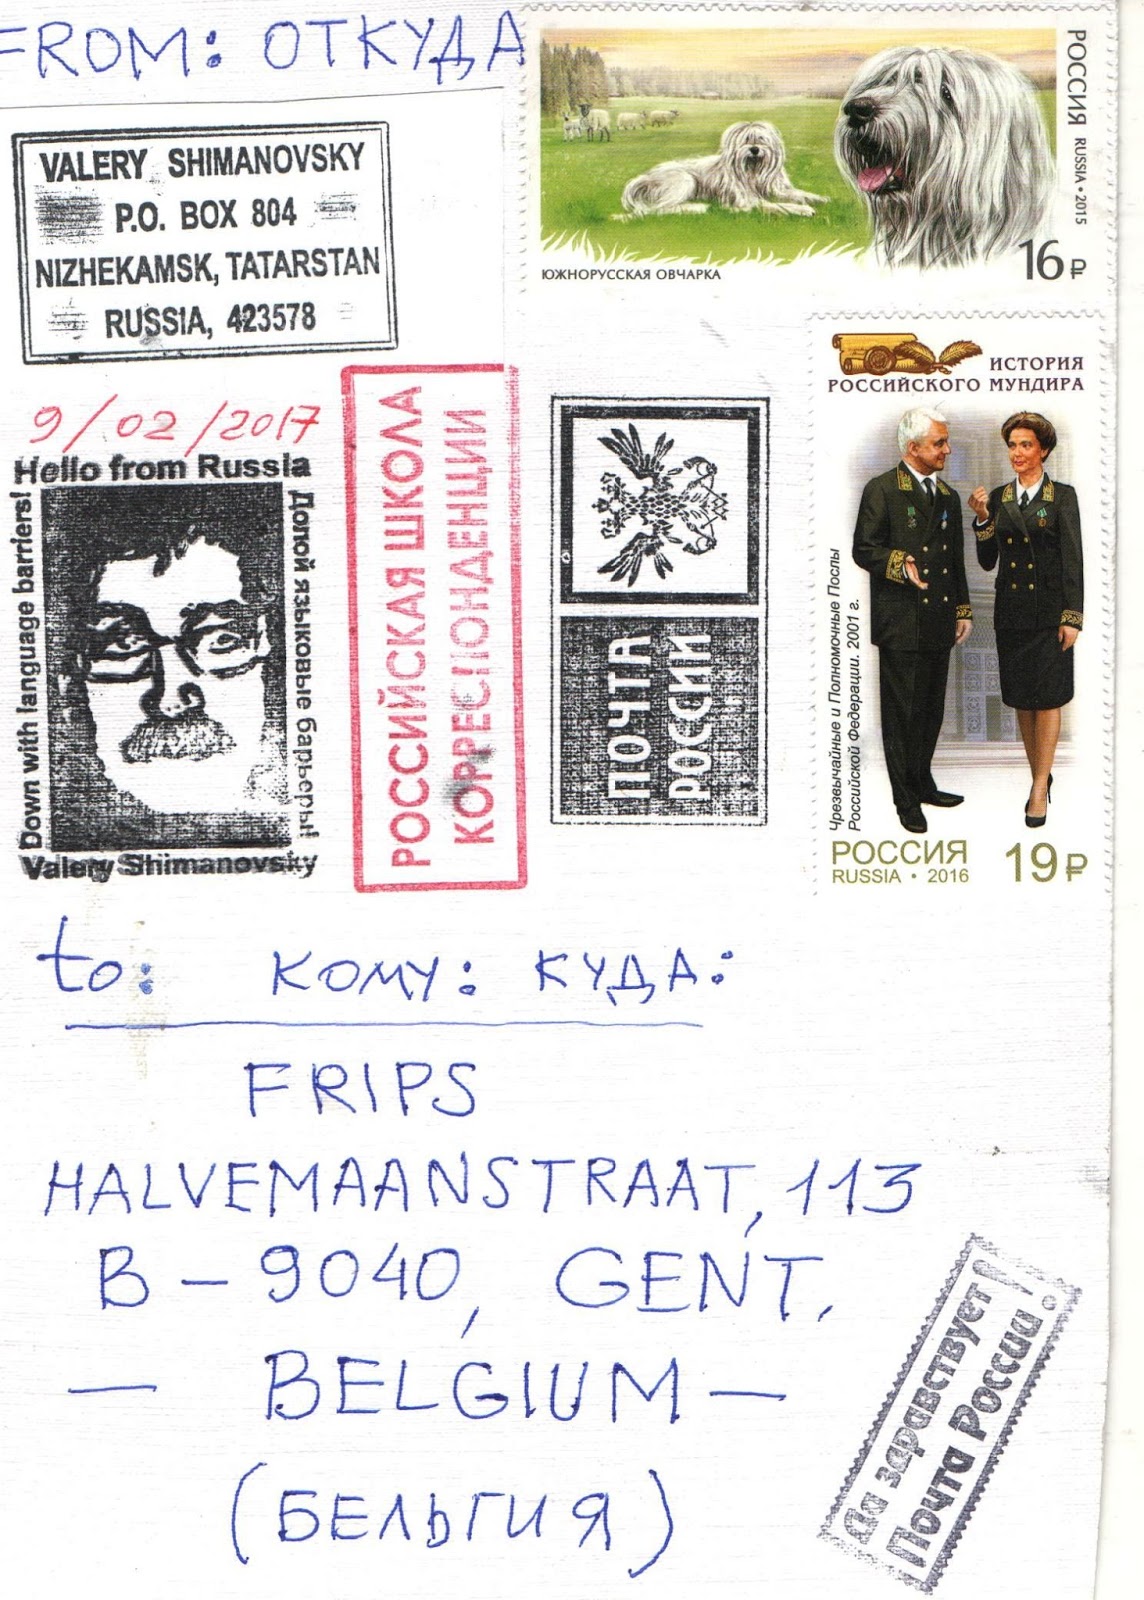 FROM: ОТКУДА
VALERY SHIMANOVSKY
P.O. BOX 804
NIZHEKAMSK, TATARSTAN
RUSSIA, 423578
РОССИЯ RUSSIA • 2015
16 ₽
ЮЖНОРУССКАЯ ОВЧАРКА
9/02/2017
Hello from Russia
Down with language barriers!
Долой языковые барьеры!
Valery Shimanovsky
РОССИЙСКАЯ ШКОЛА
КОРРЕСПОНДЕНЦИИ
ПОЧТА
РОССИИ
ИСТОРИЯ
РОССИЙСКОГО МУНДИРА
Чрезвычайные и Полномочные Послы
Российской Федерации. 2001 г.
РОССИЯ
RUSSIA • 2016
19 ₽
to: КОМУ: КУДА:
FRIPS
HALVEMAANSTRAAT, 113
B - 9040, GENT.
— BELGIUM —
(БЕЛЬГИЯ)
Да здравствует
Почта России!